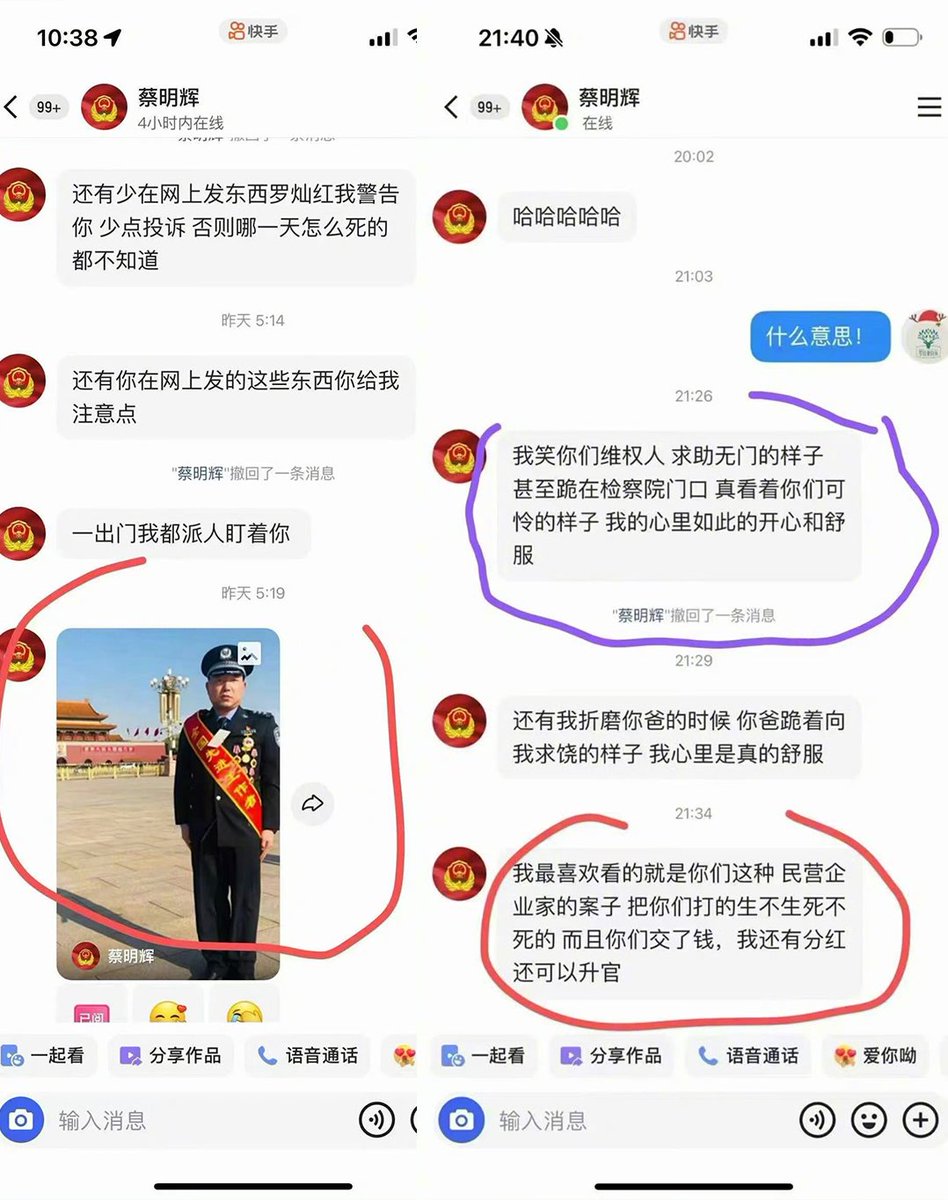 10:38
快手
99+
蔡明辉
4小时内在线
还有少在网上发东西罗灿红我警告
你 少点投诉 否则哪一天怎么死的
都不知道
昨天 5:14
还有你在网上发的这些东西你给我
注意点
"蔡明辉"撤回了一条消息
一出门我都派人盯着你
昨天 5:19
蔡明辉
已阅
一起看
分享作品
语音通话
输入消息
21:40
快手
99+
蔡明辉
在线
20:02
哈哈哈哈哈
21:03
什么意思！
21:26
我笑你们维权人 求助无门的样子
甚至跪在检察院门口 真看着你们可
怜的样子 我的心里如此的开心和舒
服
"蔡明辉"撤回了一条消息
21:29
还有我折磨你爸的时候 你爸跪着向
我求饶的样子 我心里是真的舒服
21:34
我最喜欢看的就是你们这种 民营企
业家的案子 把你们打的生不生死不
死的 而且你们交了钱，我还有分红
还可以升官
一起看
分享作品
语音通话
爱你呦
输入消息